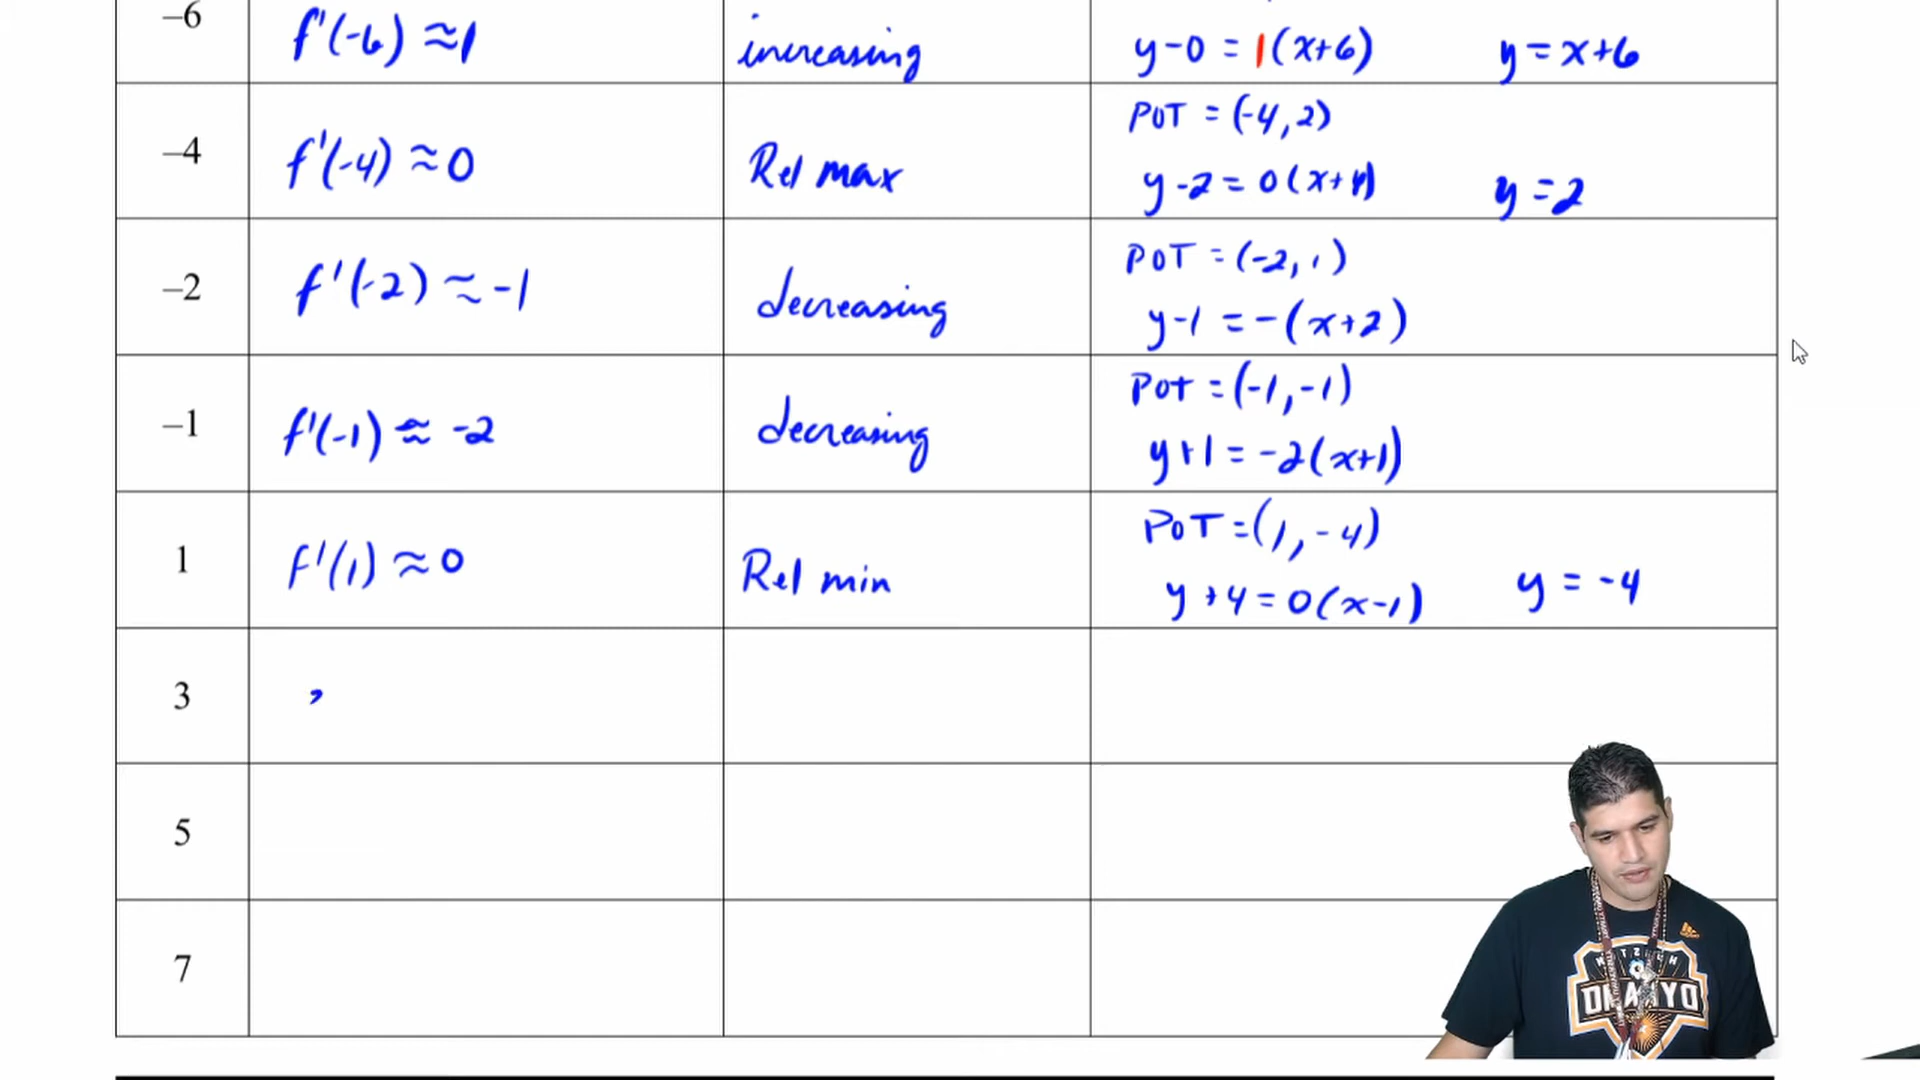 –6 f'(-6) ≈ 1 increasing y-0 = 1(x+6) y = x+6
POT = (-4, 2)
–4 f'(-4) ≈ 0 Rel max y-2 = 0(x+4) y = 2
POT = (-2, 1)
–2 f'(-2) ≈ -1 decreasing y-1 = -(x+2)
POT = (-1, -1)
–1 f'(-1) ≈ -2 decreasing y+1 = -2(x+1)
POT = (1, -4)
1 f'(1) ≈ 0 Rel min y+4 = 0(x-1) y = -4
3
5
7